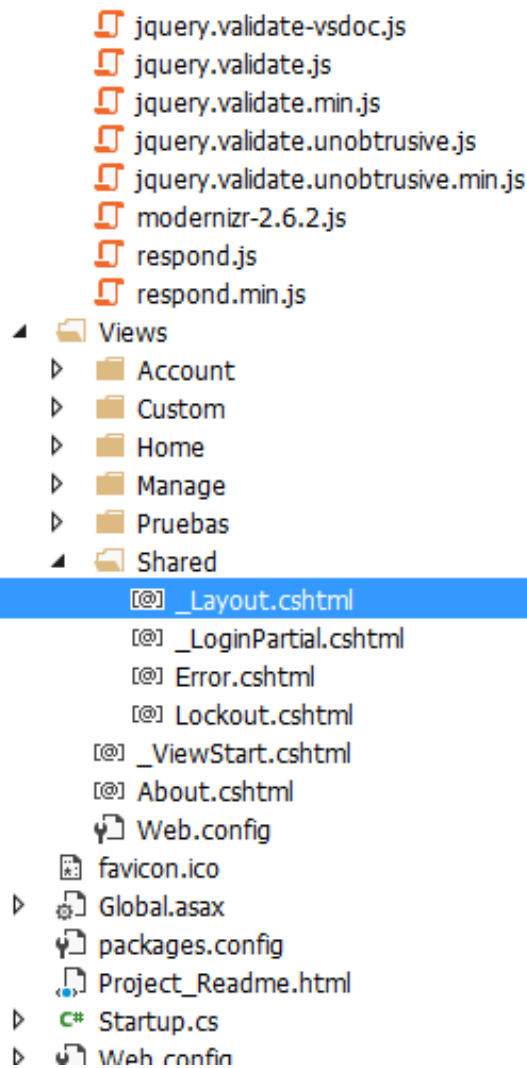 jquery.validate-vsdoc.js
jquery.validate.js
jquery.validate.min.js
jquery.validate.unobtrusive.js
jquery.validate.unobtrusive.min.js
modernizr-2.6.2.js
respond.js
respond.min.js
Views
Account
Custom
Home
Manage
Pruebas
Shared
[@] _Layout.cshtml
[@] _LoginPartial.cshtml
[@] Error.cshtml
[@] Lockout.cshtml
[@] _ViewStart.cshtml
[@] About.cshtml
Web.config
favicon.ico
Global.asax
packages.config
Project_Readme.html
C# Startup.cs
Web.config